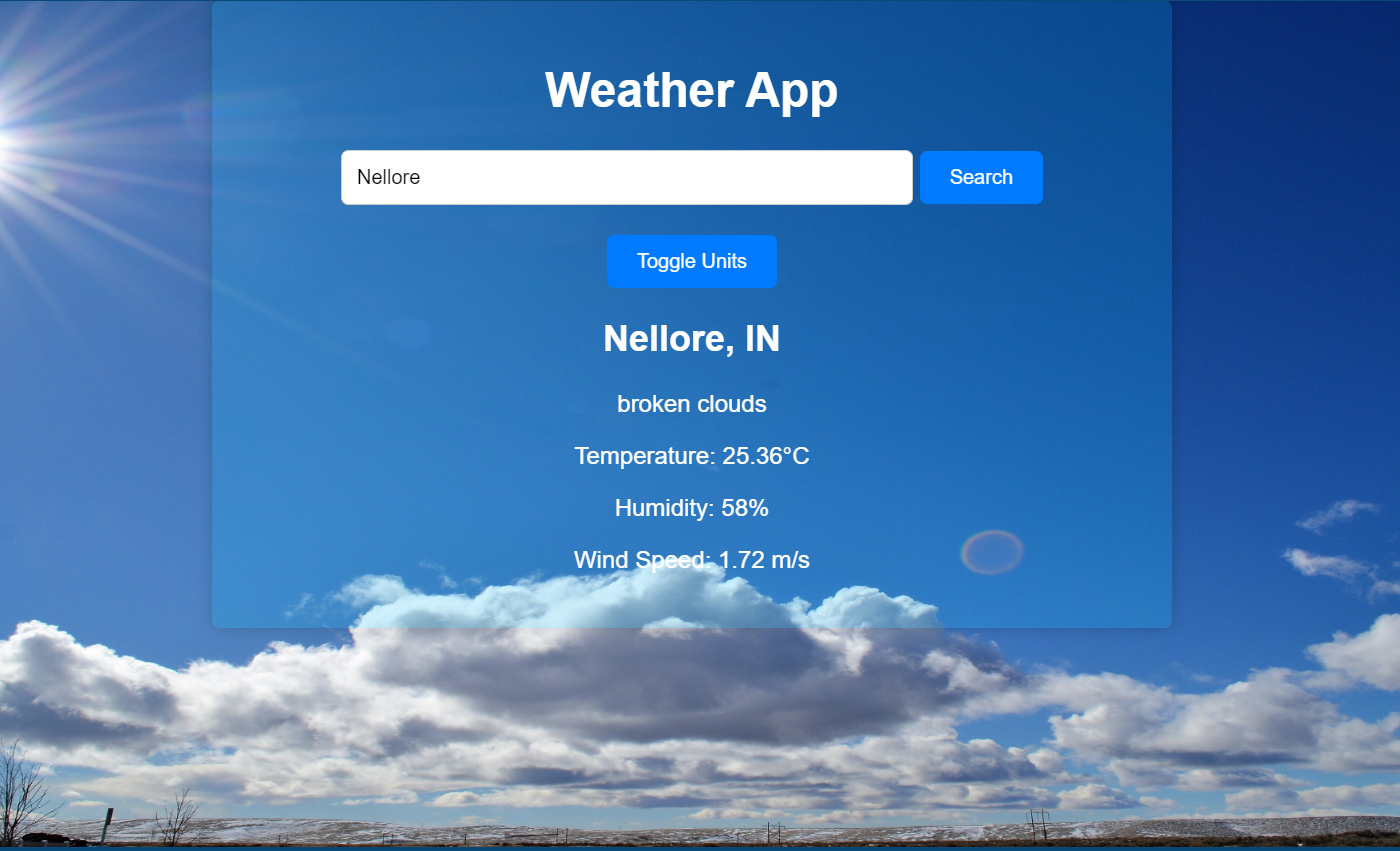 Weather App
Nellore
Search
Toggle Units
Nellore, IN
broken clouds
Temperature: 25.36°C
Humidity: 58%
Wind Speed: 1.72 m/s